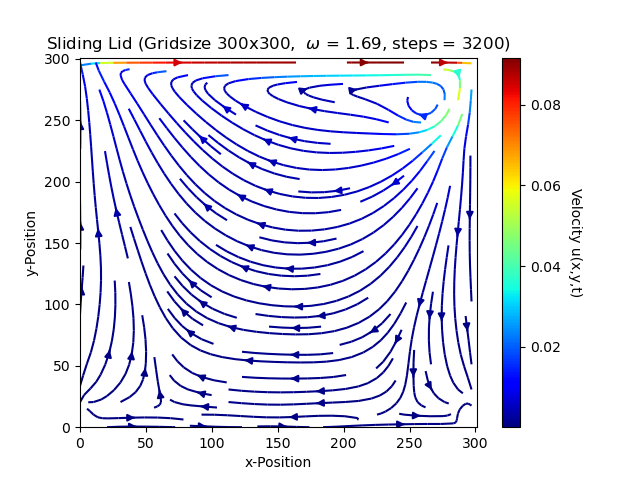 Sliding Lid (Gridsize 300x300,  ω = 1.69, steps = 3200)
300
250
200
150
100
50
0
y-Position
0 50 100 150 200 250 300
x-Position
0.08
0.06
0.04
0.02
Velocity u(x,y,t)